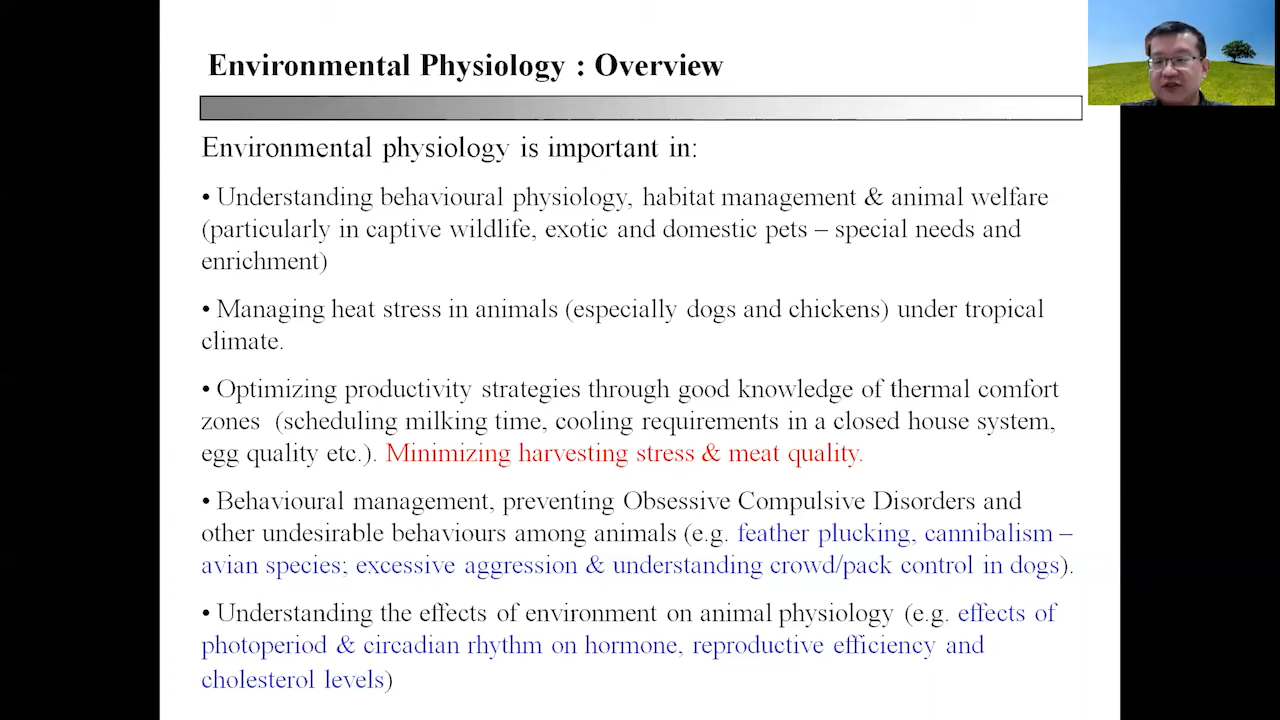 Environmental Physiology : Overview
Environmental physiology is important in:
• Understanding behavioural physiology, habitat management & animal welfare
(particularly in captive wildlife, exotic and domestic pets – special needs and
enrichment)
• Managing heat stress in animals (especially dogs and chickens) under tropical
climate.
• Optimizing productivity strategies through good knowledge of thermal comfort
zones  (scheduling milking time, cooling requirements in a closed house system,
egg quality etc.). Minimizing harvesting stress & meat quality.
• Behavioural management, preventing Obsessive Compulsive Disorders and
other undesirable behaviours among animals (e.g. feather plucking, cannibalism –
avian species; excessive aggression & understanding crowd/pack control in dogs).
• Understanding the effects of environment on animal physiology (e.g. effects of
photoperiod & circadian rhythm on hormone, reproductive efficiency and
cholesterol levels)